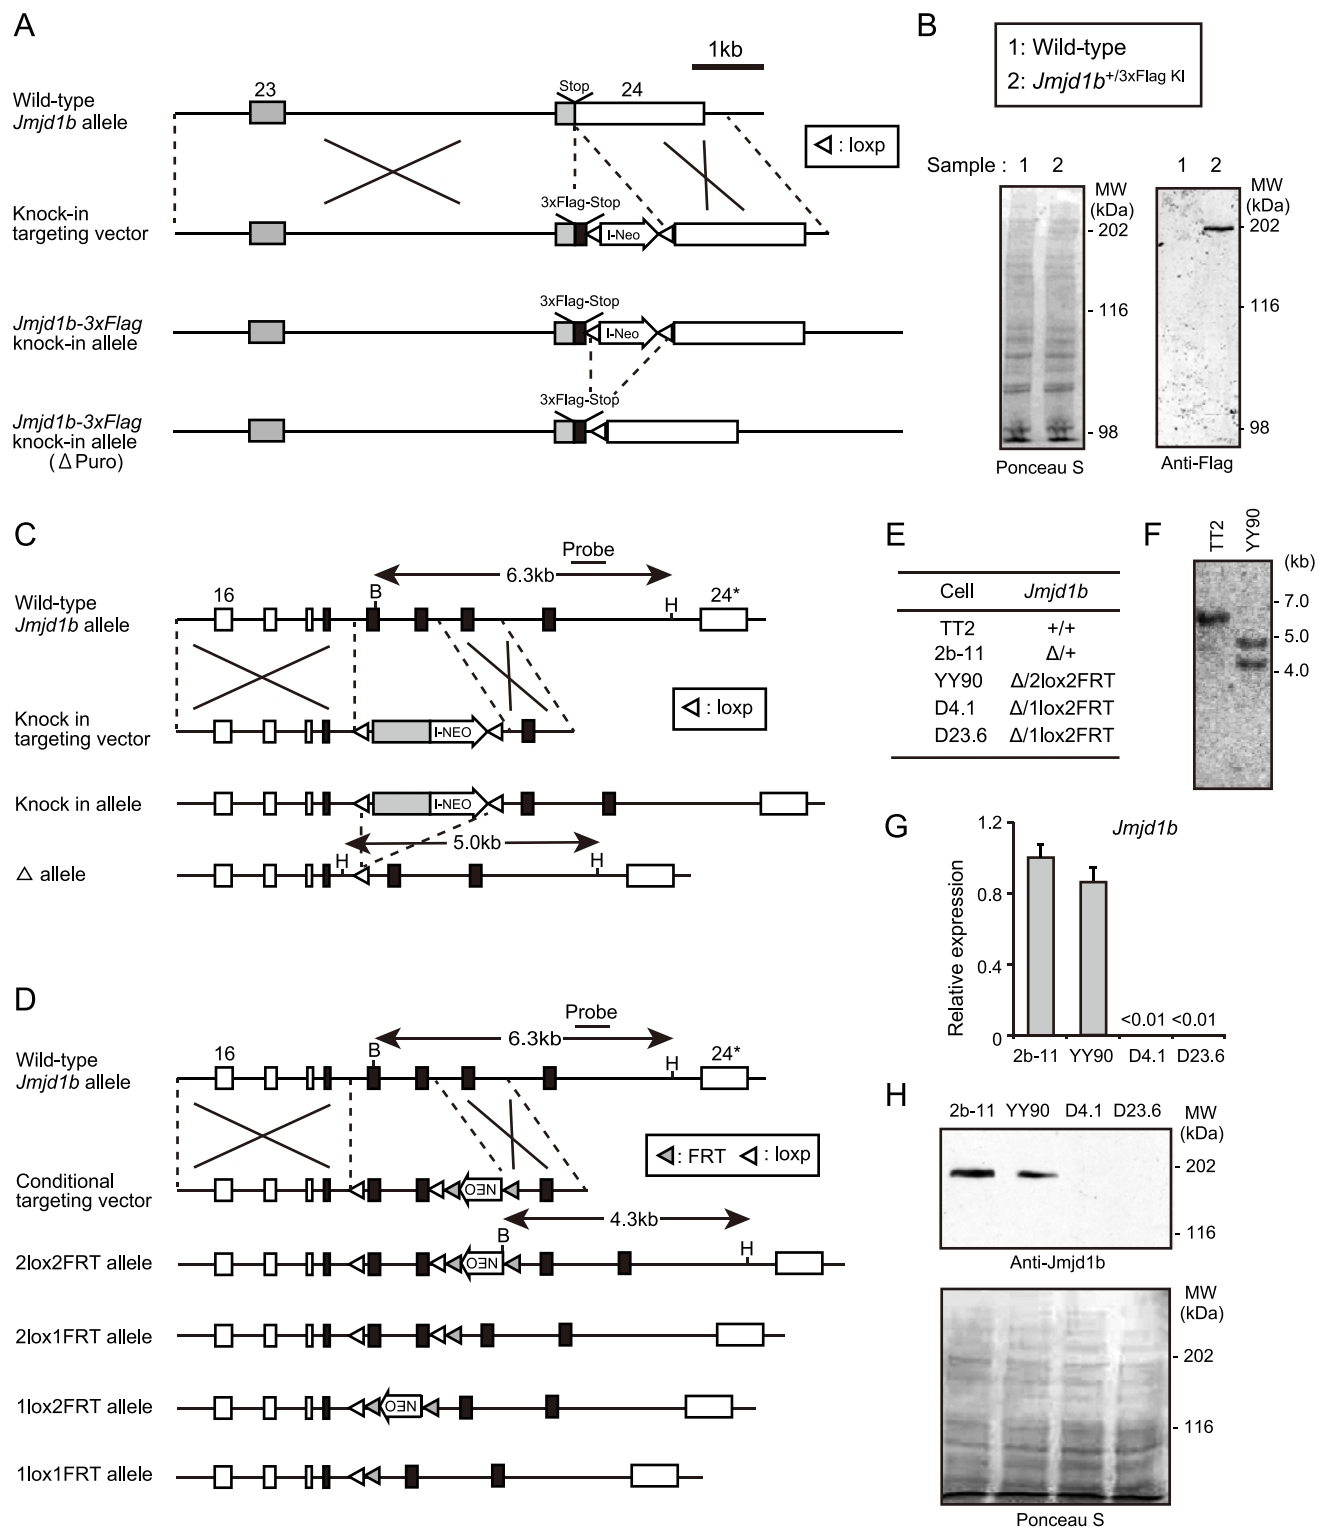 A
1kb
23
Stop
24
Wild-type
Jmjd1b allele
: loxp
3xFlag-Stop
Knock-in
targeting vector
I-Neo
3xFlag-Stop
Jmjd1b-3xFlag
knock-in allele
I-Neo
3xFlag-Stop
Jmjd1b-3xFlag
knock-in allele
(Δ Puro)
B
1: Wild-type
2: Jmjd1b+/3xFlag KI
Sample : 1 2
1 2
MW
(kDa)
- 202
- 116
- 98
Ponceau S
MW
(kDa)
- 202
- 116
- 98
Anti-Flag
C
Probe
6.3kb
16
B
H
24*
Wild-type
Jmjd1b allele
: loxp
Knock in
targeting vector
I-NEO
Knock in allele
I-NEO
5.0kb
H
H
△ allele
D
Probe
6.3kb
16
B
H
24*
Wild-type
Jmjd1b allele
: FRT : loxp
Conditional
targeting vector
NEO
4.3kb
B
H
2lox2FRT allele
NEO
2lox1FRT allele
1lox2FRT allele
NEO
1lox1FRT allele
E
Cell Jmjd1b
TT2 +/+
2b-11 Δ/+
YY90 Δ/2lox2FRT
D4.1 Δ/1lox2FRT
D23.6 Δ/1lox2FRT
F
TT2
YY90
(kb)
- 7.0
- 5.0
- 4.0
G
Jmjd1b
Relative expression
1.2
0.8
0.4
0
<0.01 <0.01
2b-11 YY90 D4.1 D23.6
H
2b-11 YY90 D4.1 D23.6
MW
(kDa)
- 202
- 116
Anti-Jmjd1b
MW
(kDa)
- 202
- 116
Ponceau S